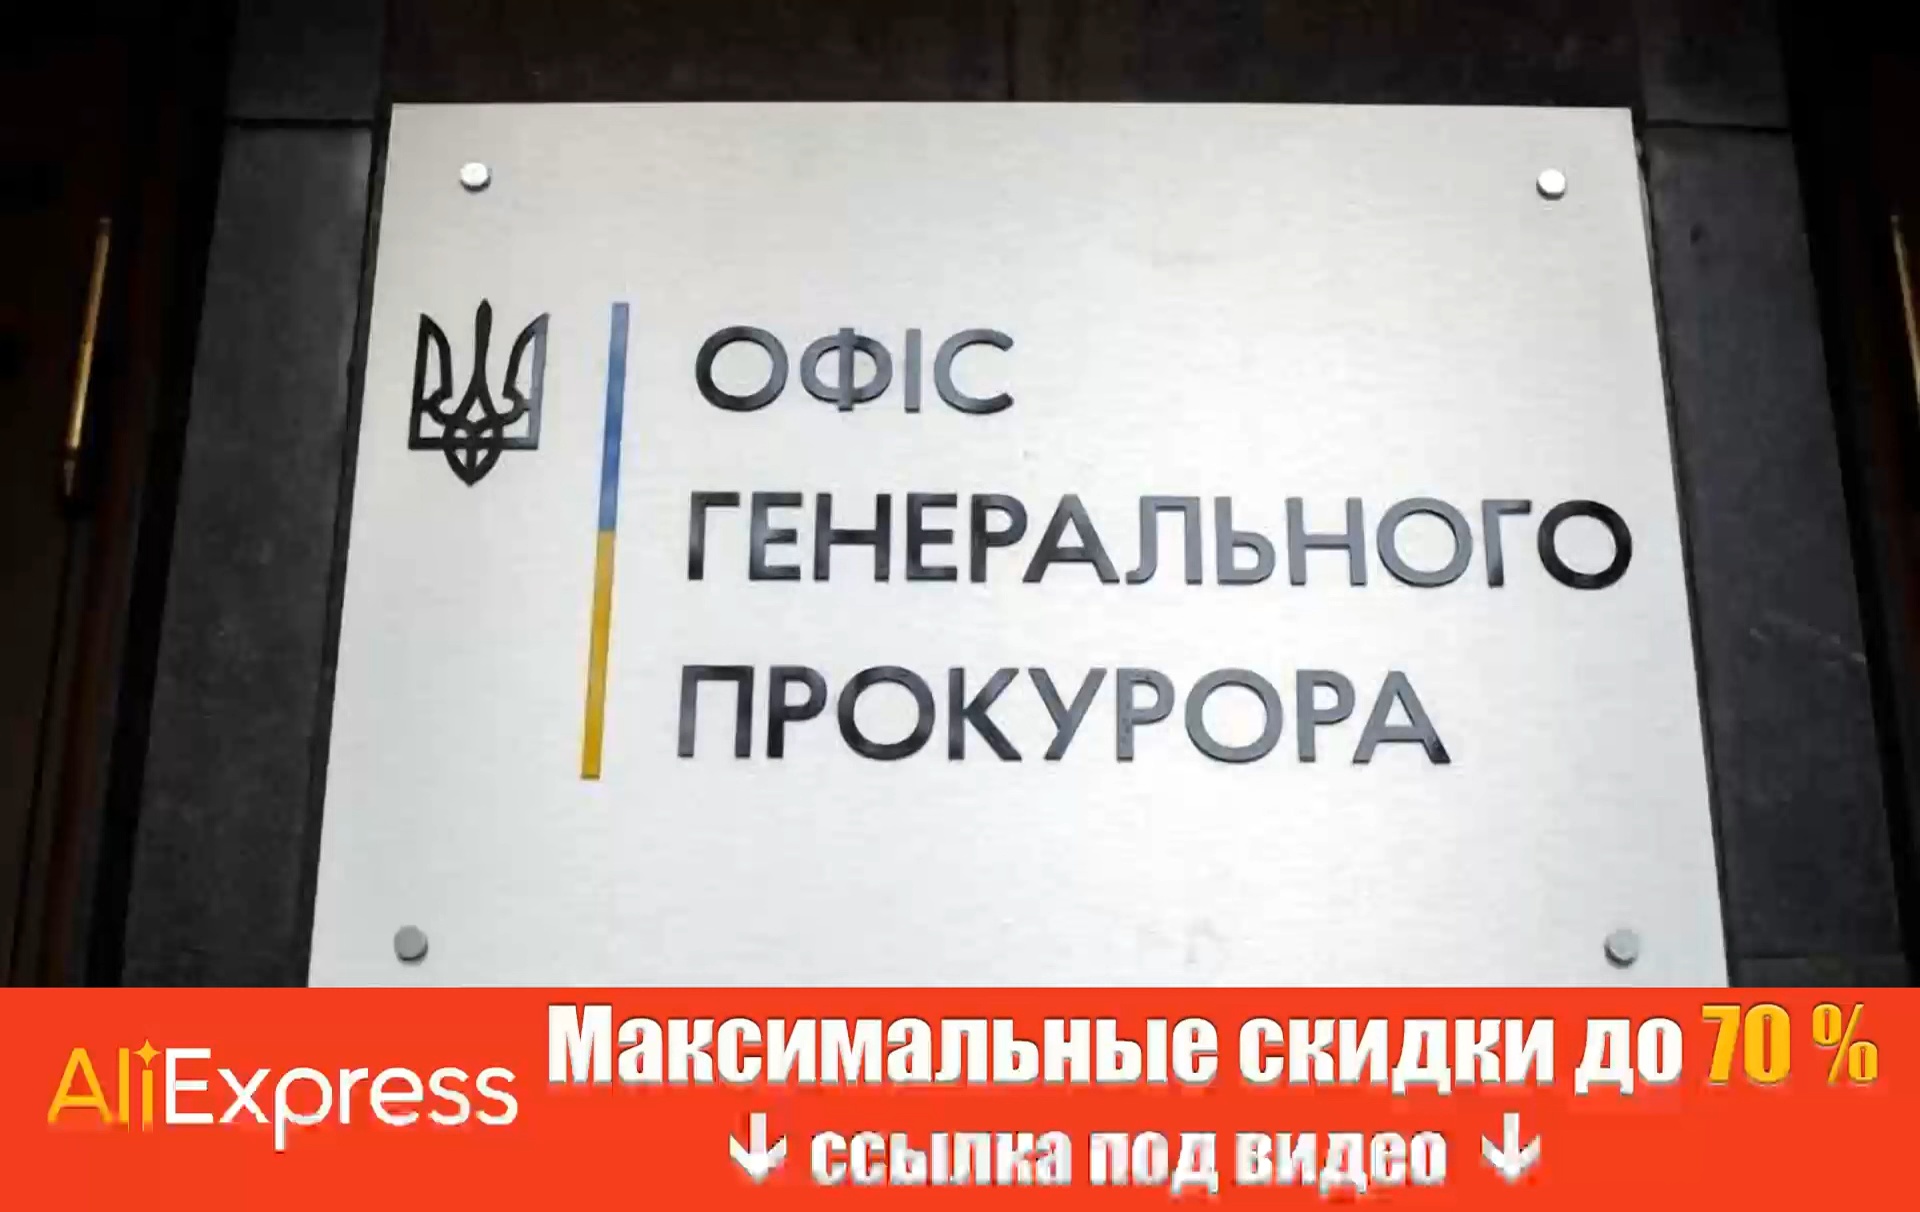 ОФІС
ГЕНЕРАЛЬНОГО
ПРОКУРОРА
AliExpress
Максимальные скидки до 70 %
↓ ссылка под видео ↓